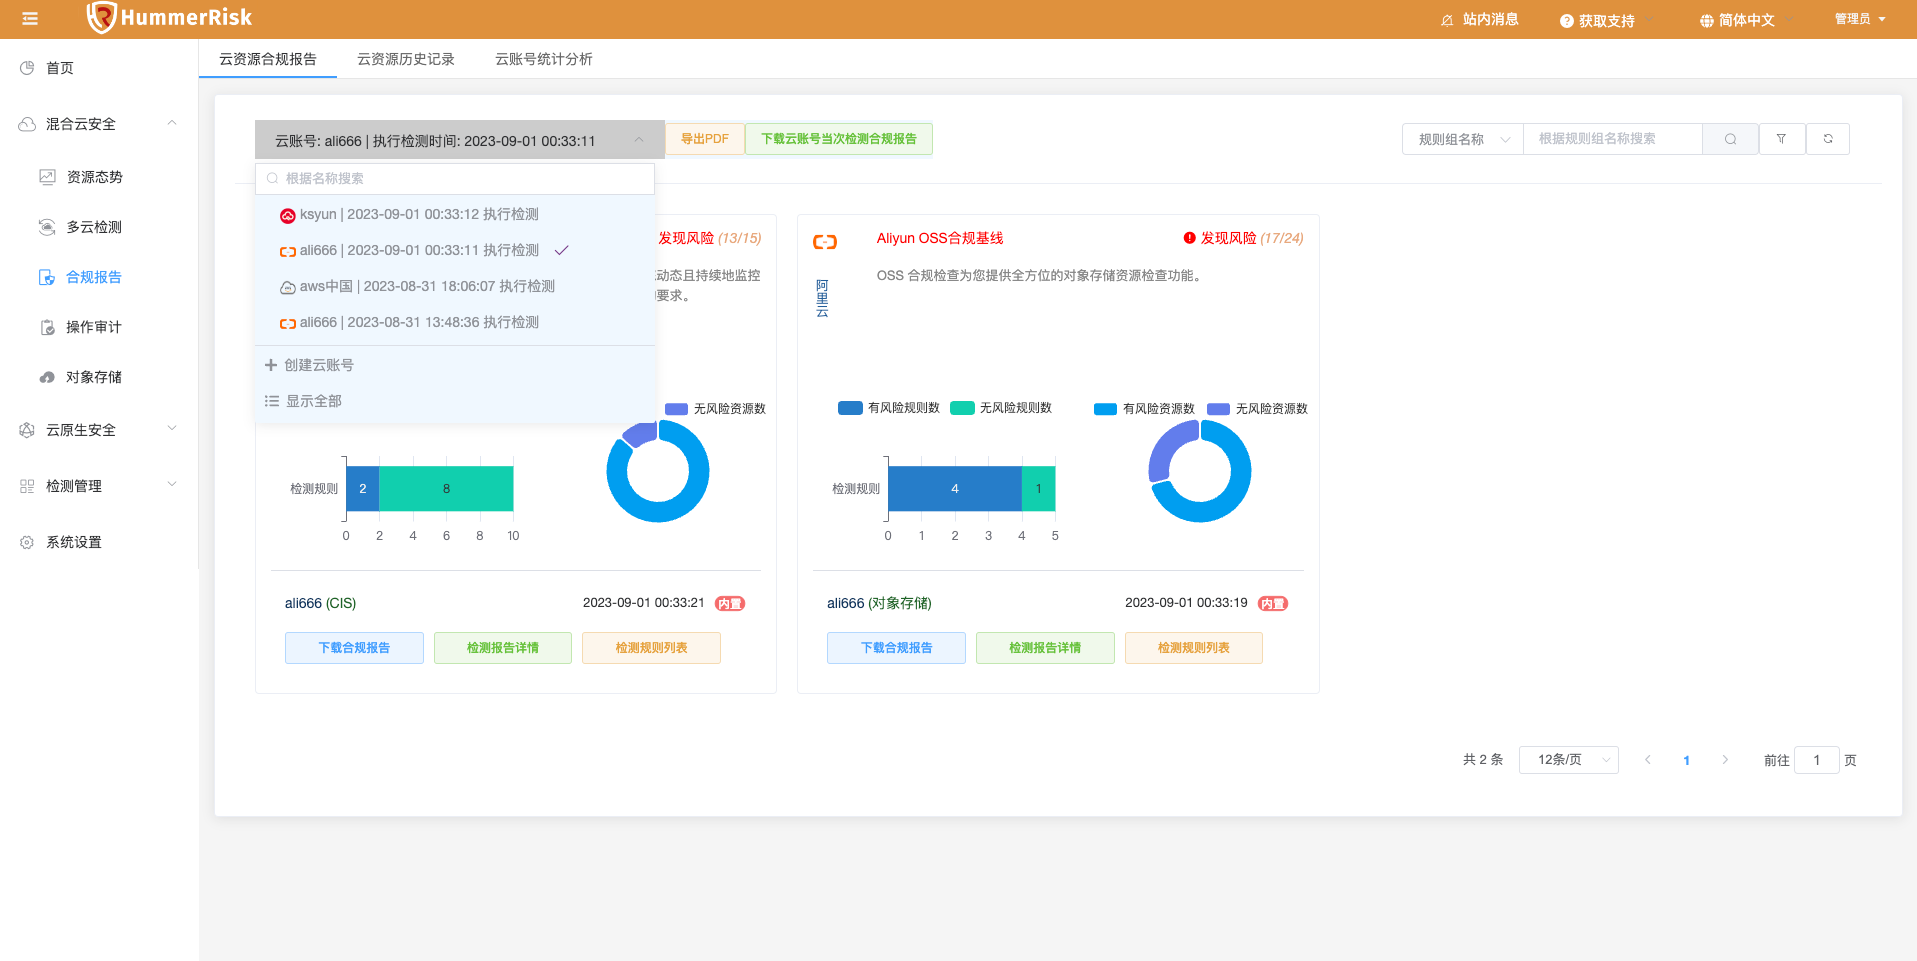 HummerRisk
站内消息
获取支持
简体中文
管理员
首页
混合云安全
资源态势
多云检测
合规报告
操作审计
对象存储
云原生安全
检测管理
系统设置
云资源合规报告
云资源历史记录
云账号统计分析
云账号: ali666 | 执行检测时间: 2023-09-01 00:33:11
导出PDF
下载云账号当次检测合规报告
规则组名称
根据规则组名称搜索
根据名称搜索
ksyun | 2023-09-01 00:33:12 执行检测
ali666 | 2023-09-01 00:33:11 执行检测
aws中国 | 2023-08-31 18:06:07 执行检测
ali666 | 2023-08-31 13:48:36 执行检测
创建云账号
显示全部
发现风险 (13/15)
动态且持续地监控
要求。
无风险资源数
检测规则
2
8
0 2 4 6 8 10
ali666 (CIS)
2023-09-01 00:33:21 内置
下载合规报告
检测报告详情
检测规则列表
Aliyun OSS合规基线
发现风险 (17/24)
阿里云
OSS 合规检查为您提供全方位的对象存储资源检查功能。
有风险规则数
无风险规则数
有风险资源数
无风险资源数
检测规则
4
1
0 1 2 3 4 5
ali666 (对象存储)
2023-09-01 00:33:19 内置
下载合规报告
检测报告详情
检测规则列表
共 2 条
12条/页
1
前往 1 页